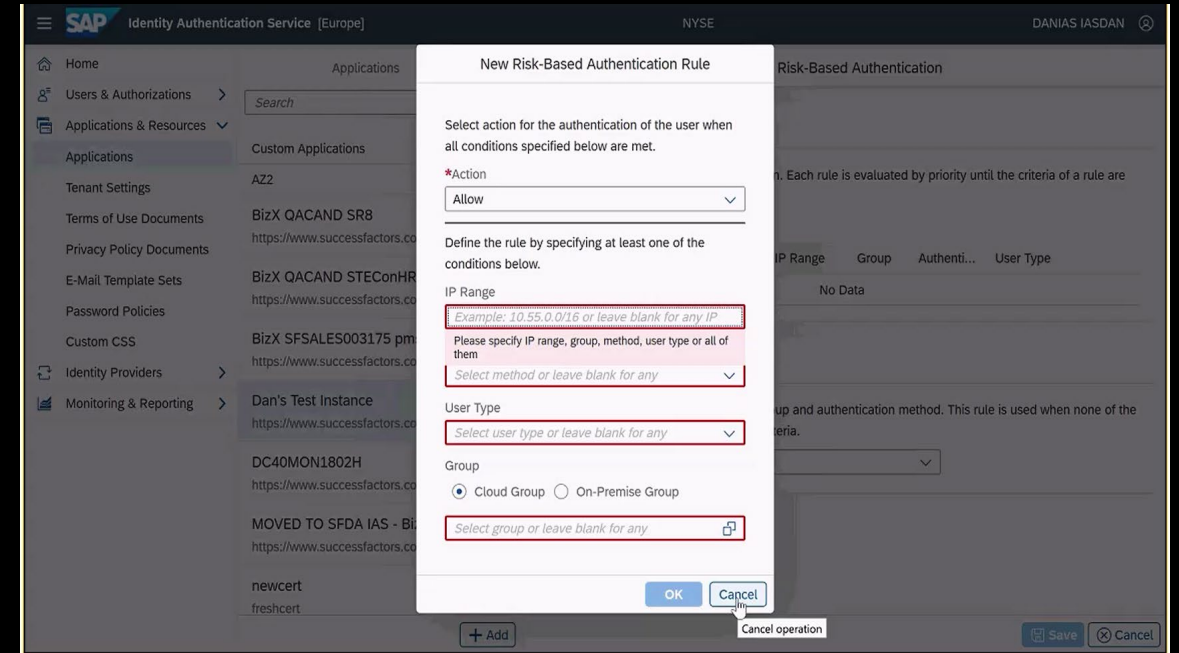 SAP Identity Authentication Service [Europe] NYSE DANIAS IASDAN
Home
Users & Authorizations
Applications & Resources
Applications
Tenant Settings
Terms of Use Documents
Privacy Policy Documents
E-Mail Template Sets
Password Policies
Custom CSS
Identity Providers
Monitoring & Reporting
Applications
Search
Custom Applications
AZ2
BizX QACAND SR8
https://www.successfactors.co
BizX QACAND STEConHR
https://www.successfactors.co
BizX SFSALES003175 pm
https://www.successfactors.co
Dan's Test Instance
https://www.successfactors.co
DC40MON1802H
https://www.successfactors.co
MOVED TO SFDA IAS - Bi
https://www.successfactors.co
newcert
freshcert
Add
New Risk-Based Authentication Rule
Select action for the authentication of the user when
all conditions specified below are met.
*Action
Allow
Define the rule by specifying at least one of the
conditions below.
IP Range
Example: 10.55.0.0/16 or leave blank for any IP
Please specify IP range, group, method, user type or all of
them
Select method or leave blank for any
User Type
Select user type or leave blank for any
Group
Cloud Group On-Premise Group
Select group or leave blank for any
OK Cancel
Cancel operation
Risk-Based Authentication
n. Each rule is evaluated by priority until the criteria of a rule are
IP Range Group Authenti... User Type
No Data
up and authentication method. This rule is used when none of the
teria.
Save Cancel